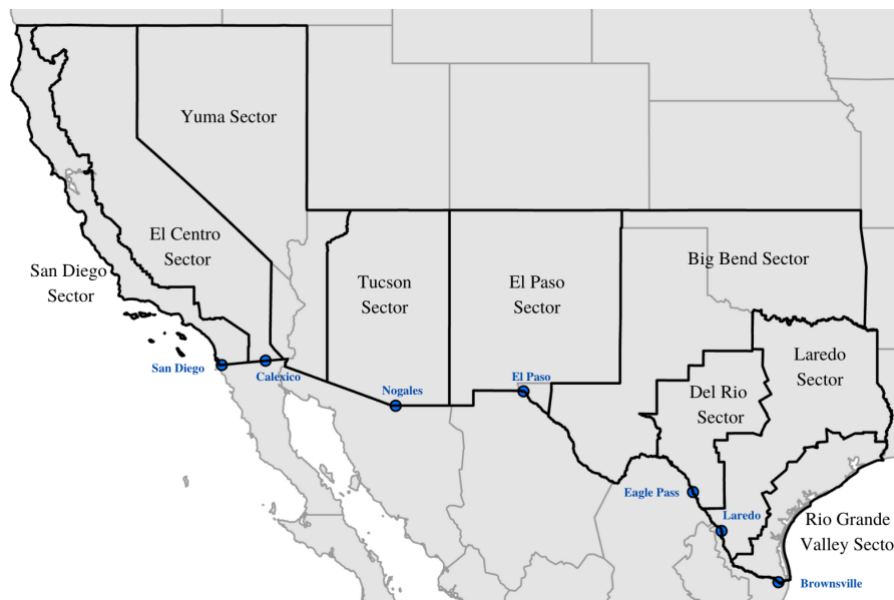 Yuma Sector
El Centro
Sector
San Diego
Sector
Tucson
Sector
El Paso
Sector
Big Bend Sector
Laredo
Sector
Del Rio
Sector
San Diego
Calexico
Nogales
El Paso
Eagle Pass
Laredo
Rio Grande
Valley Secto
Brownsville